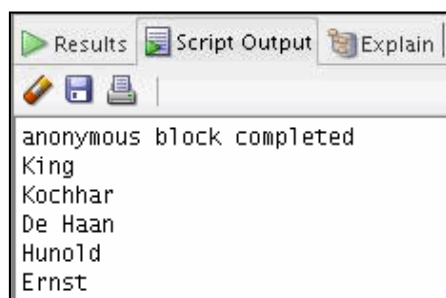 Results Script Output Explain
anonymous block completed
King
Kochhar
De Haan
Hunold
Ernst